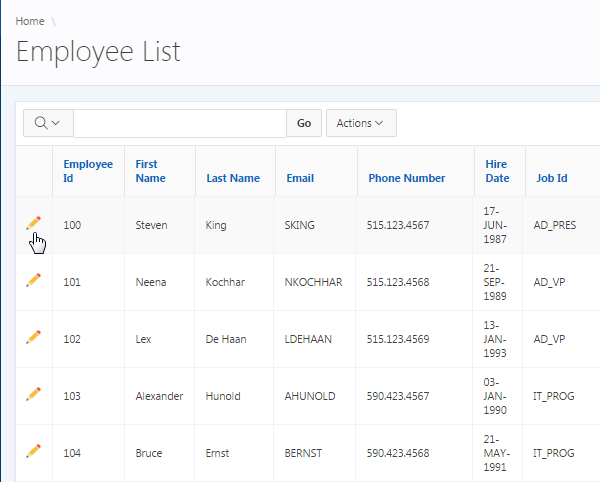 Home \
Employee List
Go Actions
Employee Id First Name Last Name Email Phone Number Hire Date Job Id
100 Steven King SKING 515.123.4567 17-JUN-1987 AD_PRES
101 Neena Kochhar NKOCHHAR 515.123.4568 21-SEP-1989 AD_VP
102 Lex De Haan LDEHAAN 515.123.4569 13-JAN-1993 AD_VP
103 Alexander Hunold AHUNOLD 590.423.4567 03-JAN-1990 IT_PROG
104 Bruce Ernst BERNST 590.423.4568 21-MAY-1991 IT_PROG